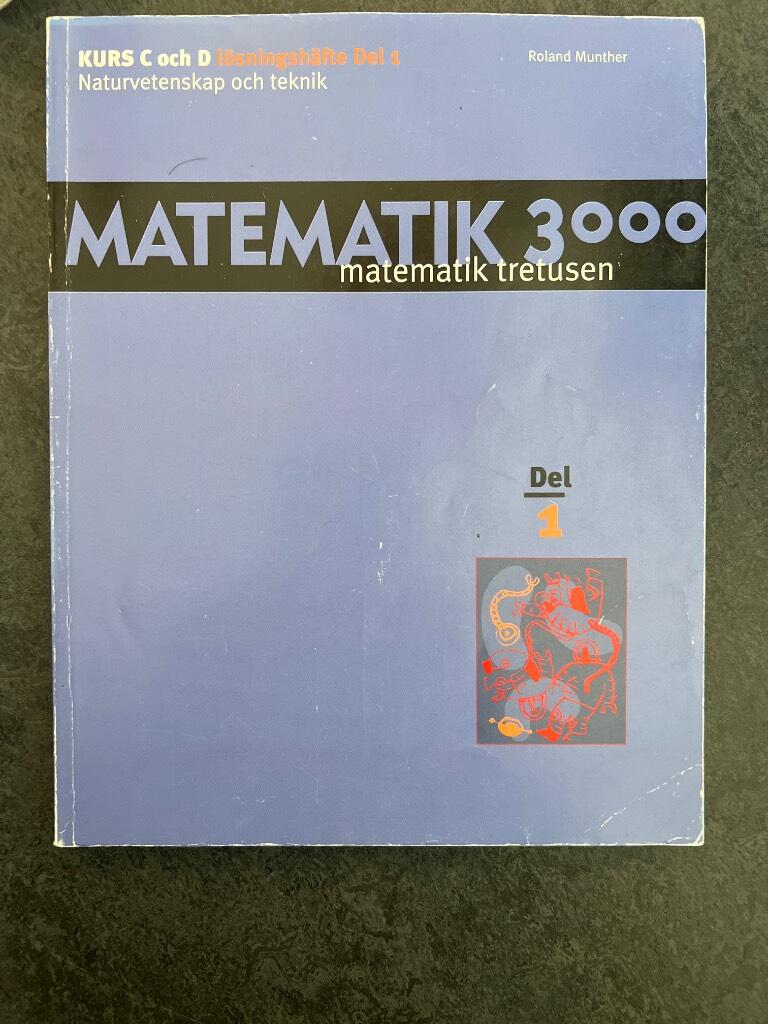 KURS C och D lösningshäfte Del 1
Roland Munther
Naturvetenskap och teknik
MATEMATIK 3000
matematik tretusen
Del
1